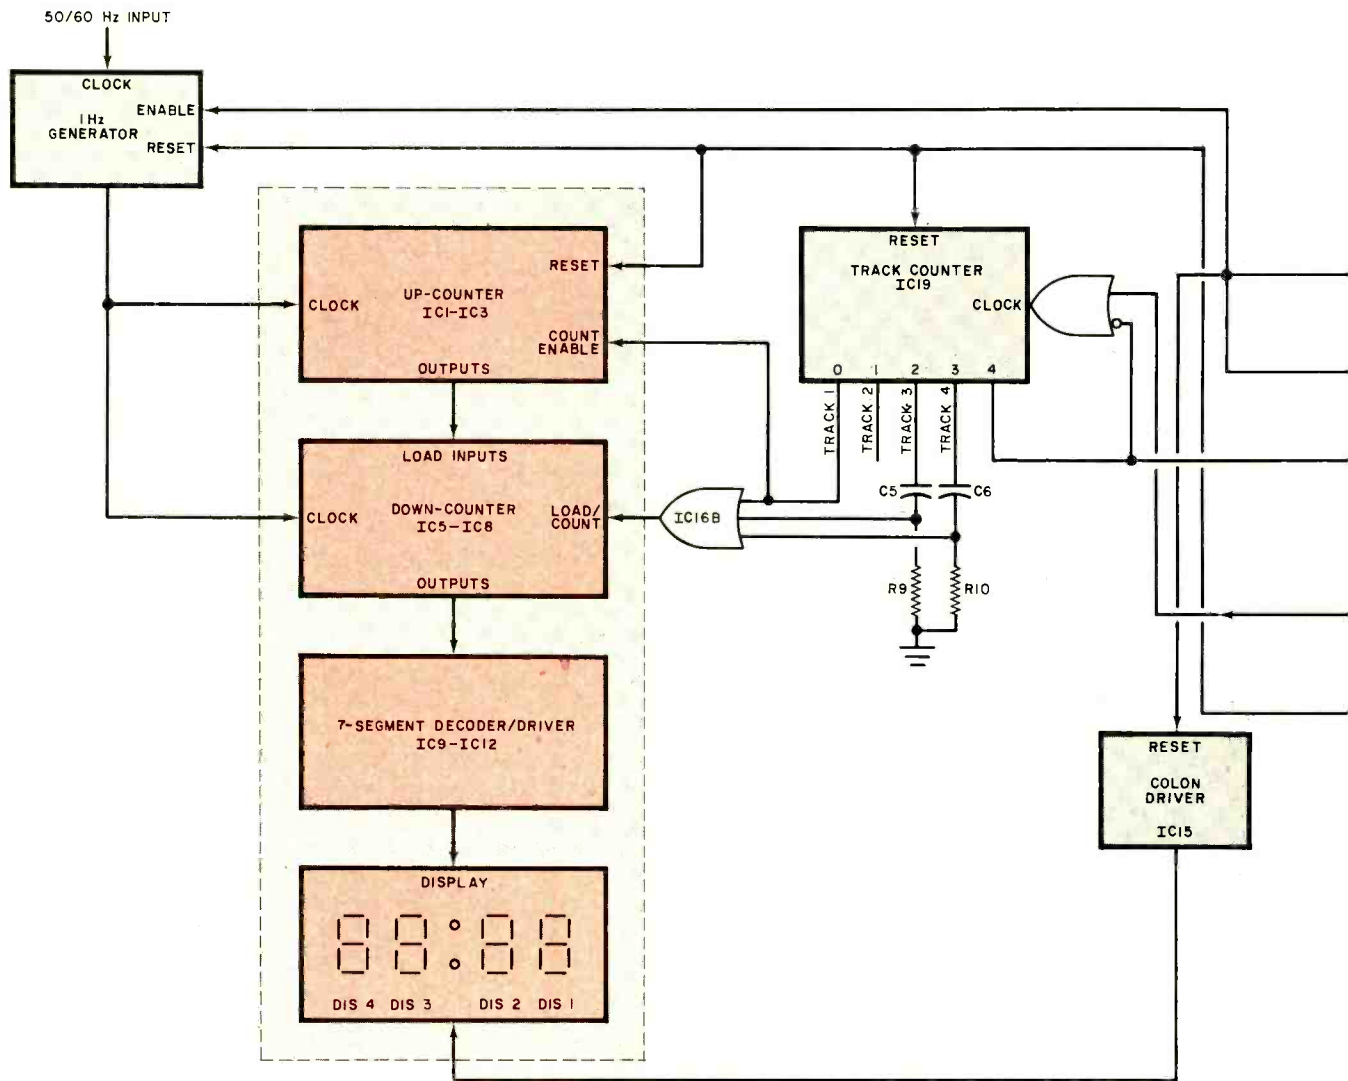 50/60 Hz INPUT
CLOCK
ENABLE
1Hz
GENERATOR
RESET
RESET
UP-COUNTER
IC1-IC3
CLOCK
COUNT
ENABLE
OUTPUTS
RESET
TRACK COUNTER
IC19
CLOCK
0 1 2 3 4
TRACK 1
TRACK 2
TRACK 3
TRACK 4
LOAD INPUTS
DOWN-COUNTER
IC5-IC8
CLOCK
LOAD/
COUNT
OUTPUTS
IC16B
C5
C6
R9
R10
7-SEGMENT DECODER/DRIVER
IC9-IC12
RESET
COLON
DRIVER
IC15
DISPLAY
88:88
DIS 4 DIS 3 DIS 2 DIS 1